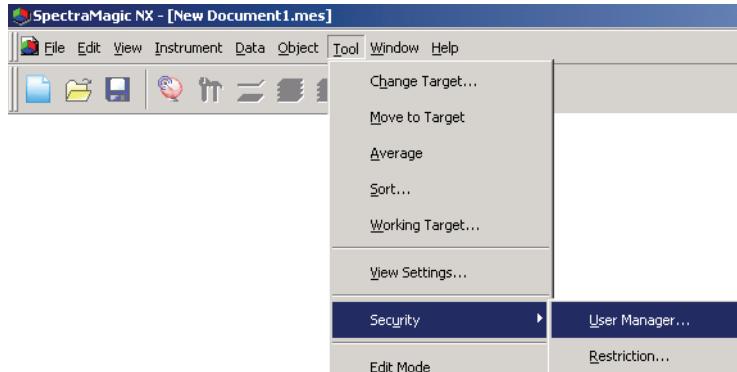 SpectraMagic NX - [New Document1.mes]
File Edit View Instrument Data Object Tool Window Help
Change Target...
Move to Target
Average
Sort...
Working Target...
View Settings...
Security
User Manager...
Restriction...
Edit Mode